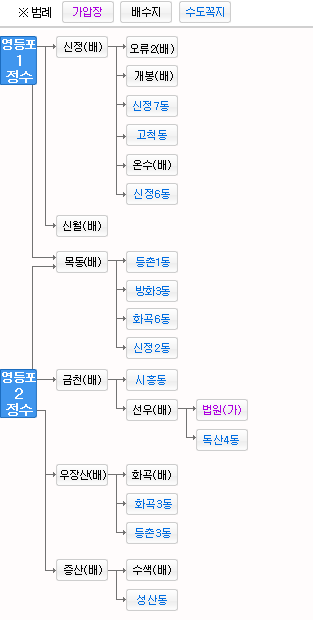 ※ 범례 가압장 배수지 수도꼭지
영등포
1
정수
신정(배)
오류2(배)
개봉(배)
신정7동
고척동
온수(배)
신정6동
신월(배)
목동(배)
등촌1동
방화3동
화곡6동
신정2동
영등포
2
정수
금천(배)
시흥동
선우(배)
법원(가)
독산4동
우장산(배)
화곡(배)
화곡3동
등촌3동
증산(배)
수색(배)
성산동